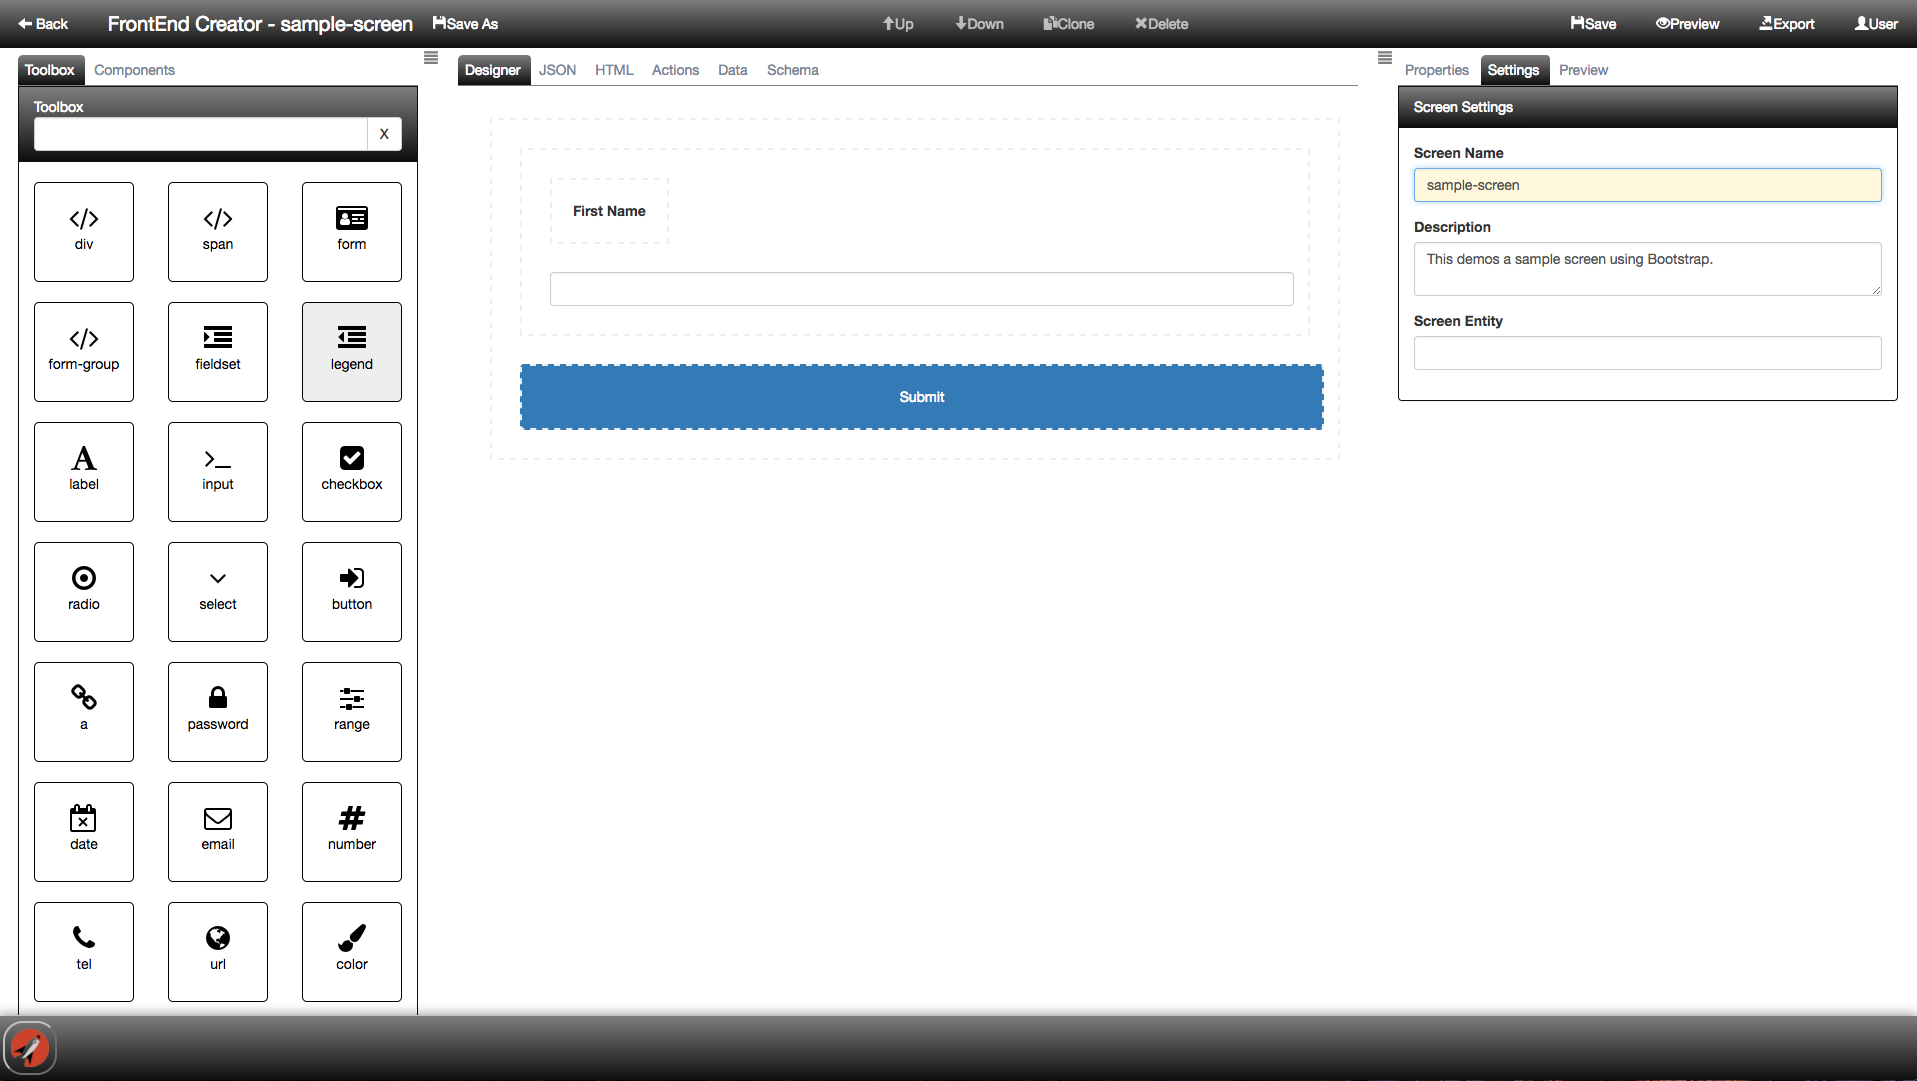 Back
FrontEnd Creator - sample-screen
Save As
Up
Down
Clone
Delete
Save
Preview
Export
User
Toolbox
Components
Toolbox
X
div
span
form
form-group
fieldset
legend
label
input
checkbox
radio
select
button
a
password
range
date
email
number
tel
url
color
Designer
JSON
HTML
Actions
Data
Schema
First Name
Submit
Properties
Settings
Preview
Screen Settings
Screen Name
sample-screen
Description
This demos a sample screen using Bootstrap.
Screen Entity